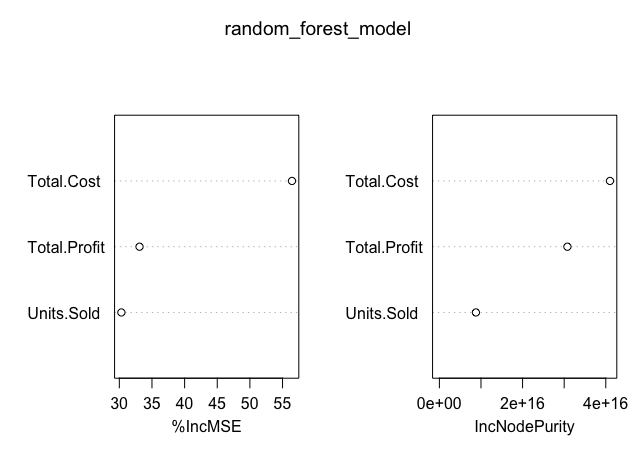 random_forest_model
Total.Cost
Total.Profit
Units.Sold
30 35 40 45 50 55
%IncMSE
Total.Cost
Total.Profit
Units.Sold
0e+00 2e+16 4e+16
IncNodePurity